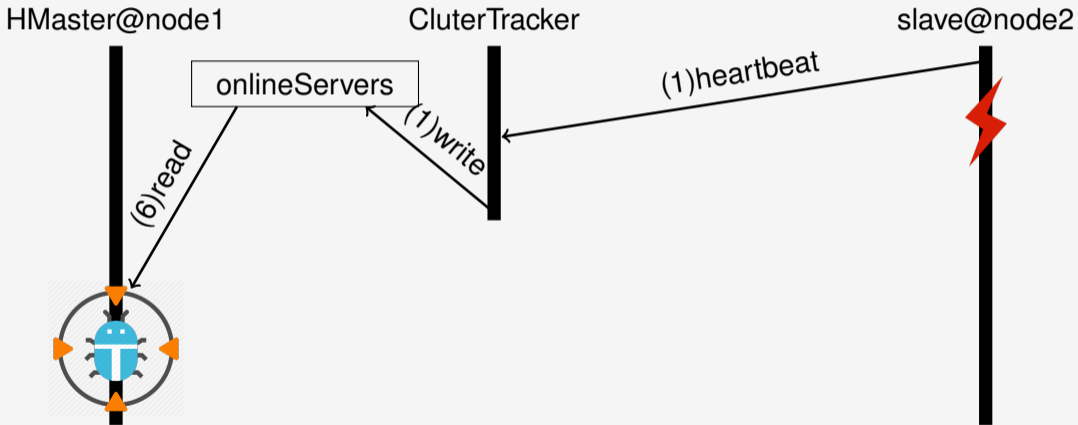 HMaster@node1
CluterTracker
slave@node2
onlineServers
(1)heartbeat
(1)write
(6)read